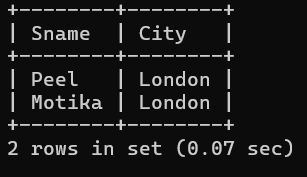 +--------+--------+
| Sname  | City   |
+--------+--------+
| Peel   | London |
| Motika | London |
+--------+--------+
2 rows in set (0.07 sec)